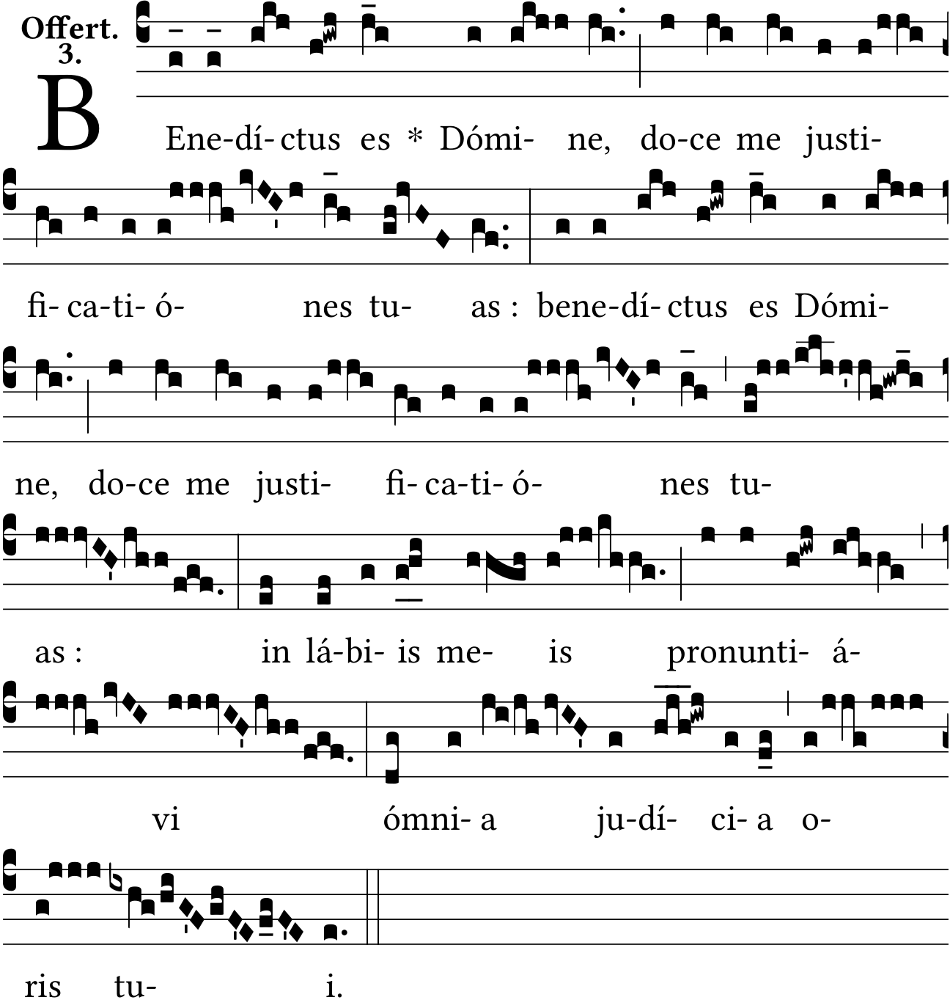 Offert.
3.
BEne-dí-ctus es * Dómi- ne, do-ce me justi-
fi-ca-ti-ó- nes tu- as : bene-dí-ctus es Dómi-
ne, do-ce me justi- fi-ca-ti-ó- nes tu-
as : in lá-bi-is me- is pronunti- á-
vi ómni-a ju-dí- ci-a o-
ris tu- i.